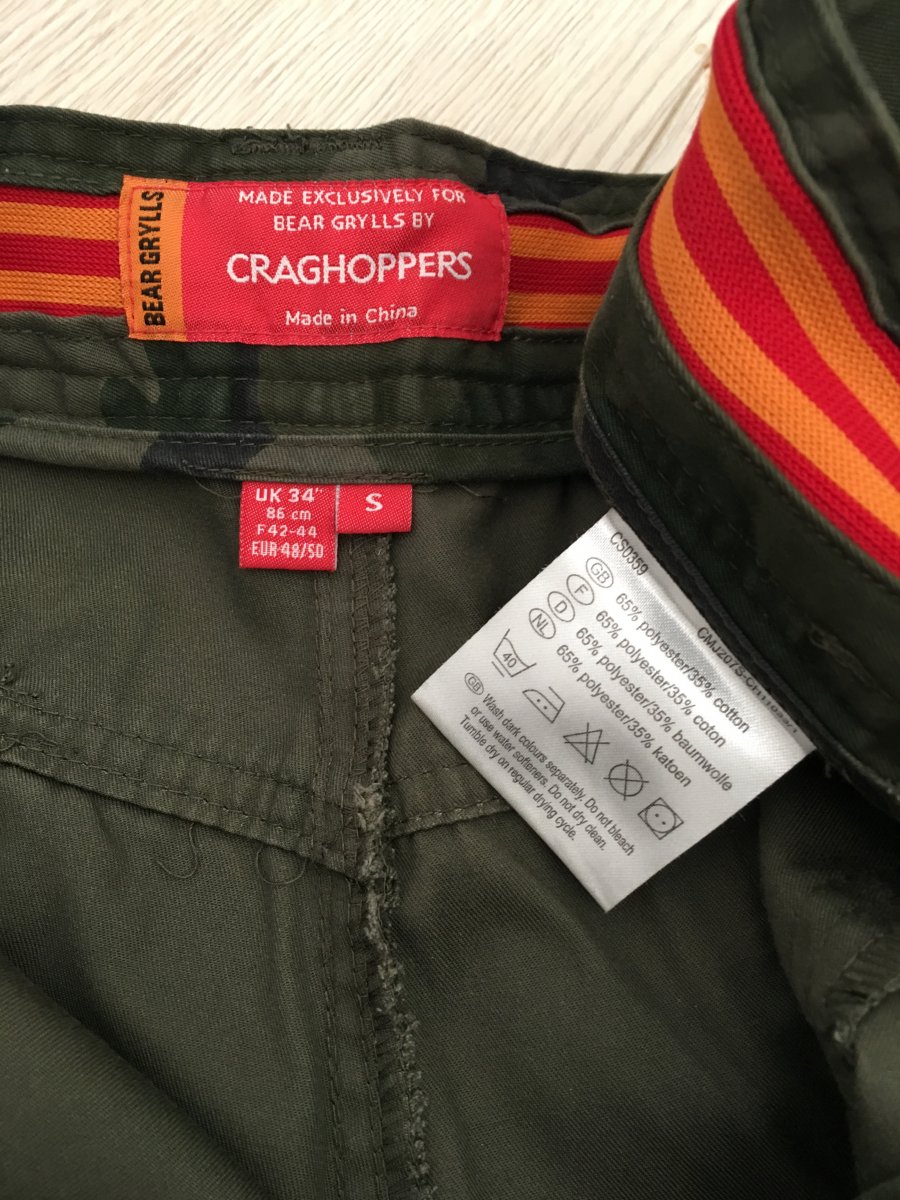 BEAR GRYLLS
MADE EXCLUSIVELY FOR
BEAR GRYLLS BY
CRAGHOPPERS
Made in China
UK 34"
86 cm
F 42-44
EUR 48/50
S
CS0359
GB 65% polyester/35% cotton
F 65% polyester/35% coton
D 65% polyester/35% baumwolle
NL 65% polyester/35% katoen
40
GB Wash dark colours separately. Do not bleach
or use water softeners. Do not dry clean.
Tumble dry on regular drying cycle.